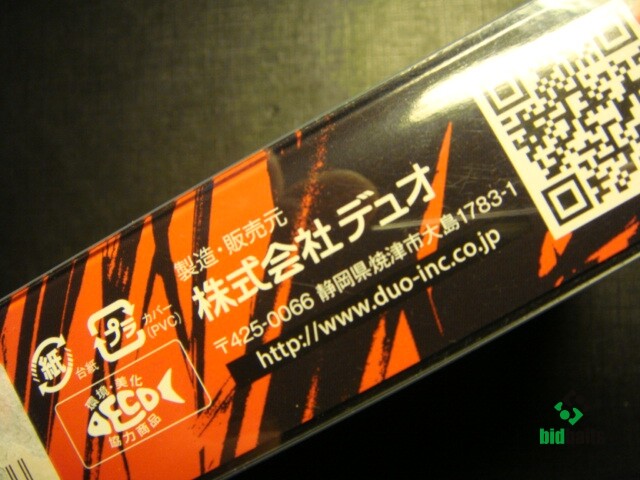 製造・販売元
株式会社 デュオ
〒425-0066 静岡県焼津市大島1783-1
http://www.duo-inc.co.jp
紙
台紙
プラ
カバー
(PVC)
環境・美化
ECO
協力商品
bid